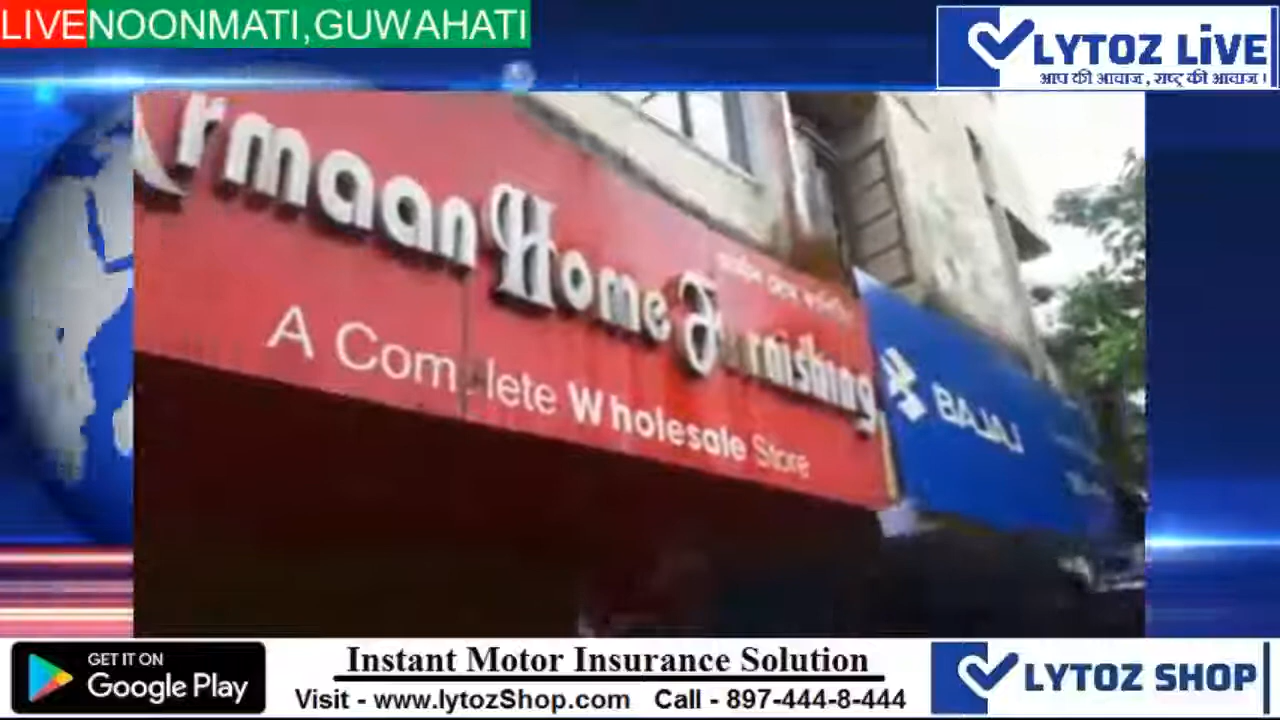 LIVE NOONMATI,GUWAHATI
LYTOZ LiVE
आप की आवाज, राष्ट्र की आवाज।
Armaan Home Furnishing
A Com lete Wholesale Store
BAJAJ
GET IT ON
Google Play
Instant Motor Insurance Solution
Visit - www.lytozShop.com Call - 897-444-8-444
LYTOZ SHOP